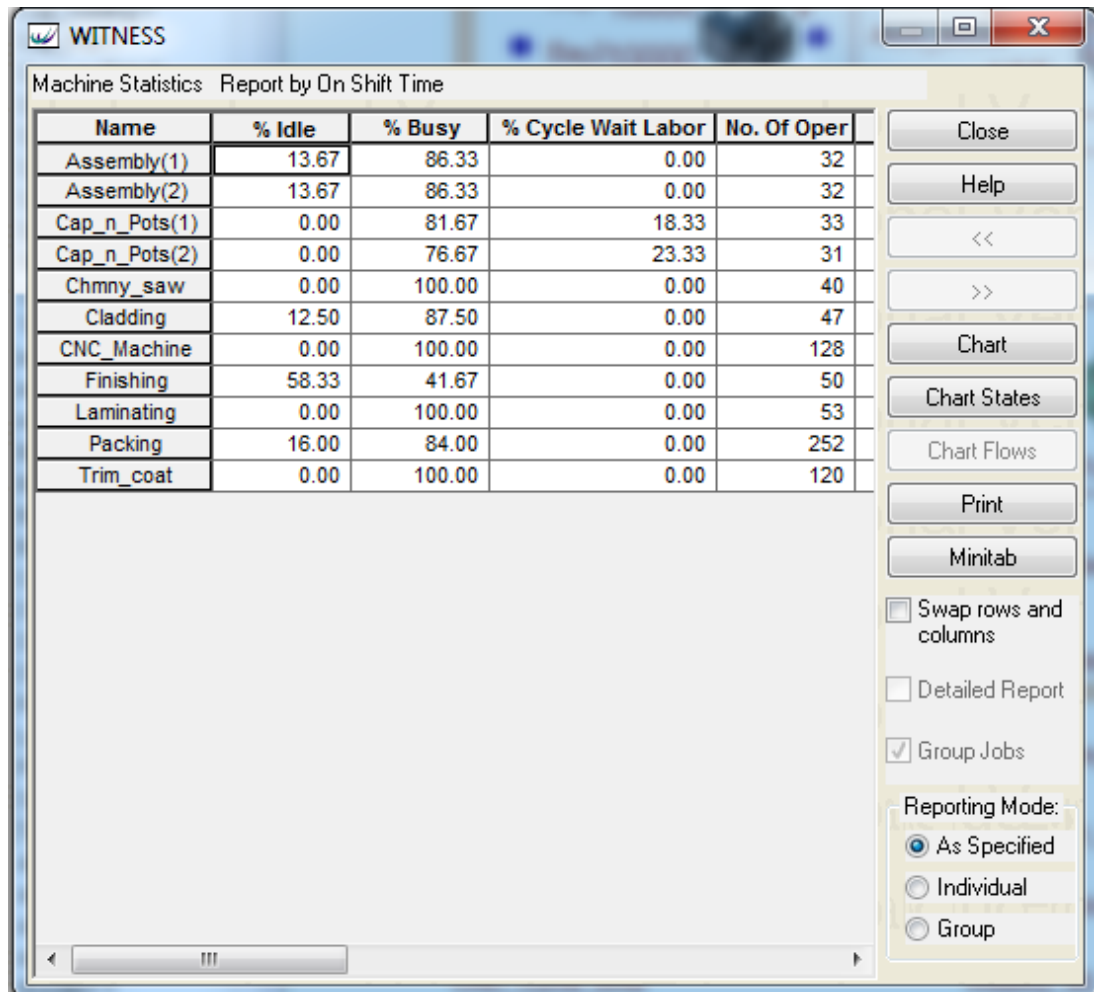 WITNESS
Machine Statistics Report by On Shift Time
Name % Idle % Busy % Cycle Wait Labor No. Of Oper
Assembly(1) 13.67 86.33 0.00 32
Assembly(2) 13.67 86.33 0.00 32
Cap_n_Pots(1) 0.00 81.67 18.33 33
Cap_n_Pots(2) 0.00 76.67 23.33 31
Chmny_saw 0.00 100.00 0.00 40
Cladding 12.50 87.50 0.00 47
CNC_Machine 0.00 100.00 0.00 128
Finishing 58.33 41.67 0.00 50
Laminating 0.00 100.00 0.00 53
Packing 16.00 84.00 0.00 252
Trim_coat 0.00 100.00 0.00 120
Close
Help
<<
>>
Chart
Chart States
Chart Flows
Print
Minitab
Swap rows and
columns
Detailed Report
Group Jobs
Reporting Mode:
As Specified
Individual
Group